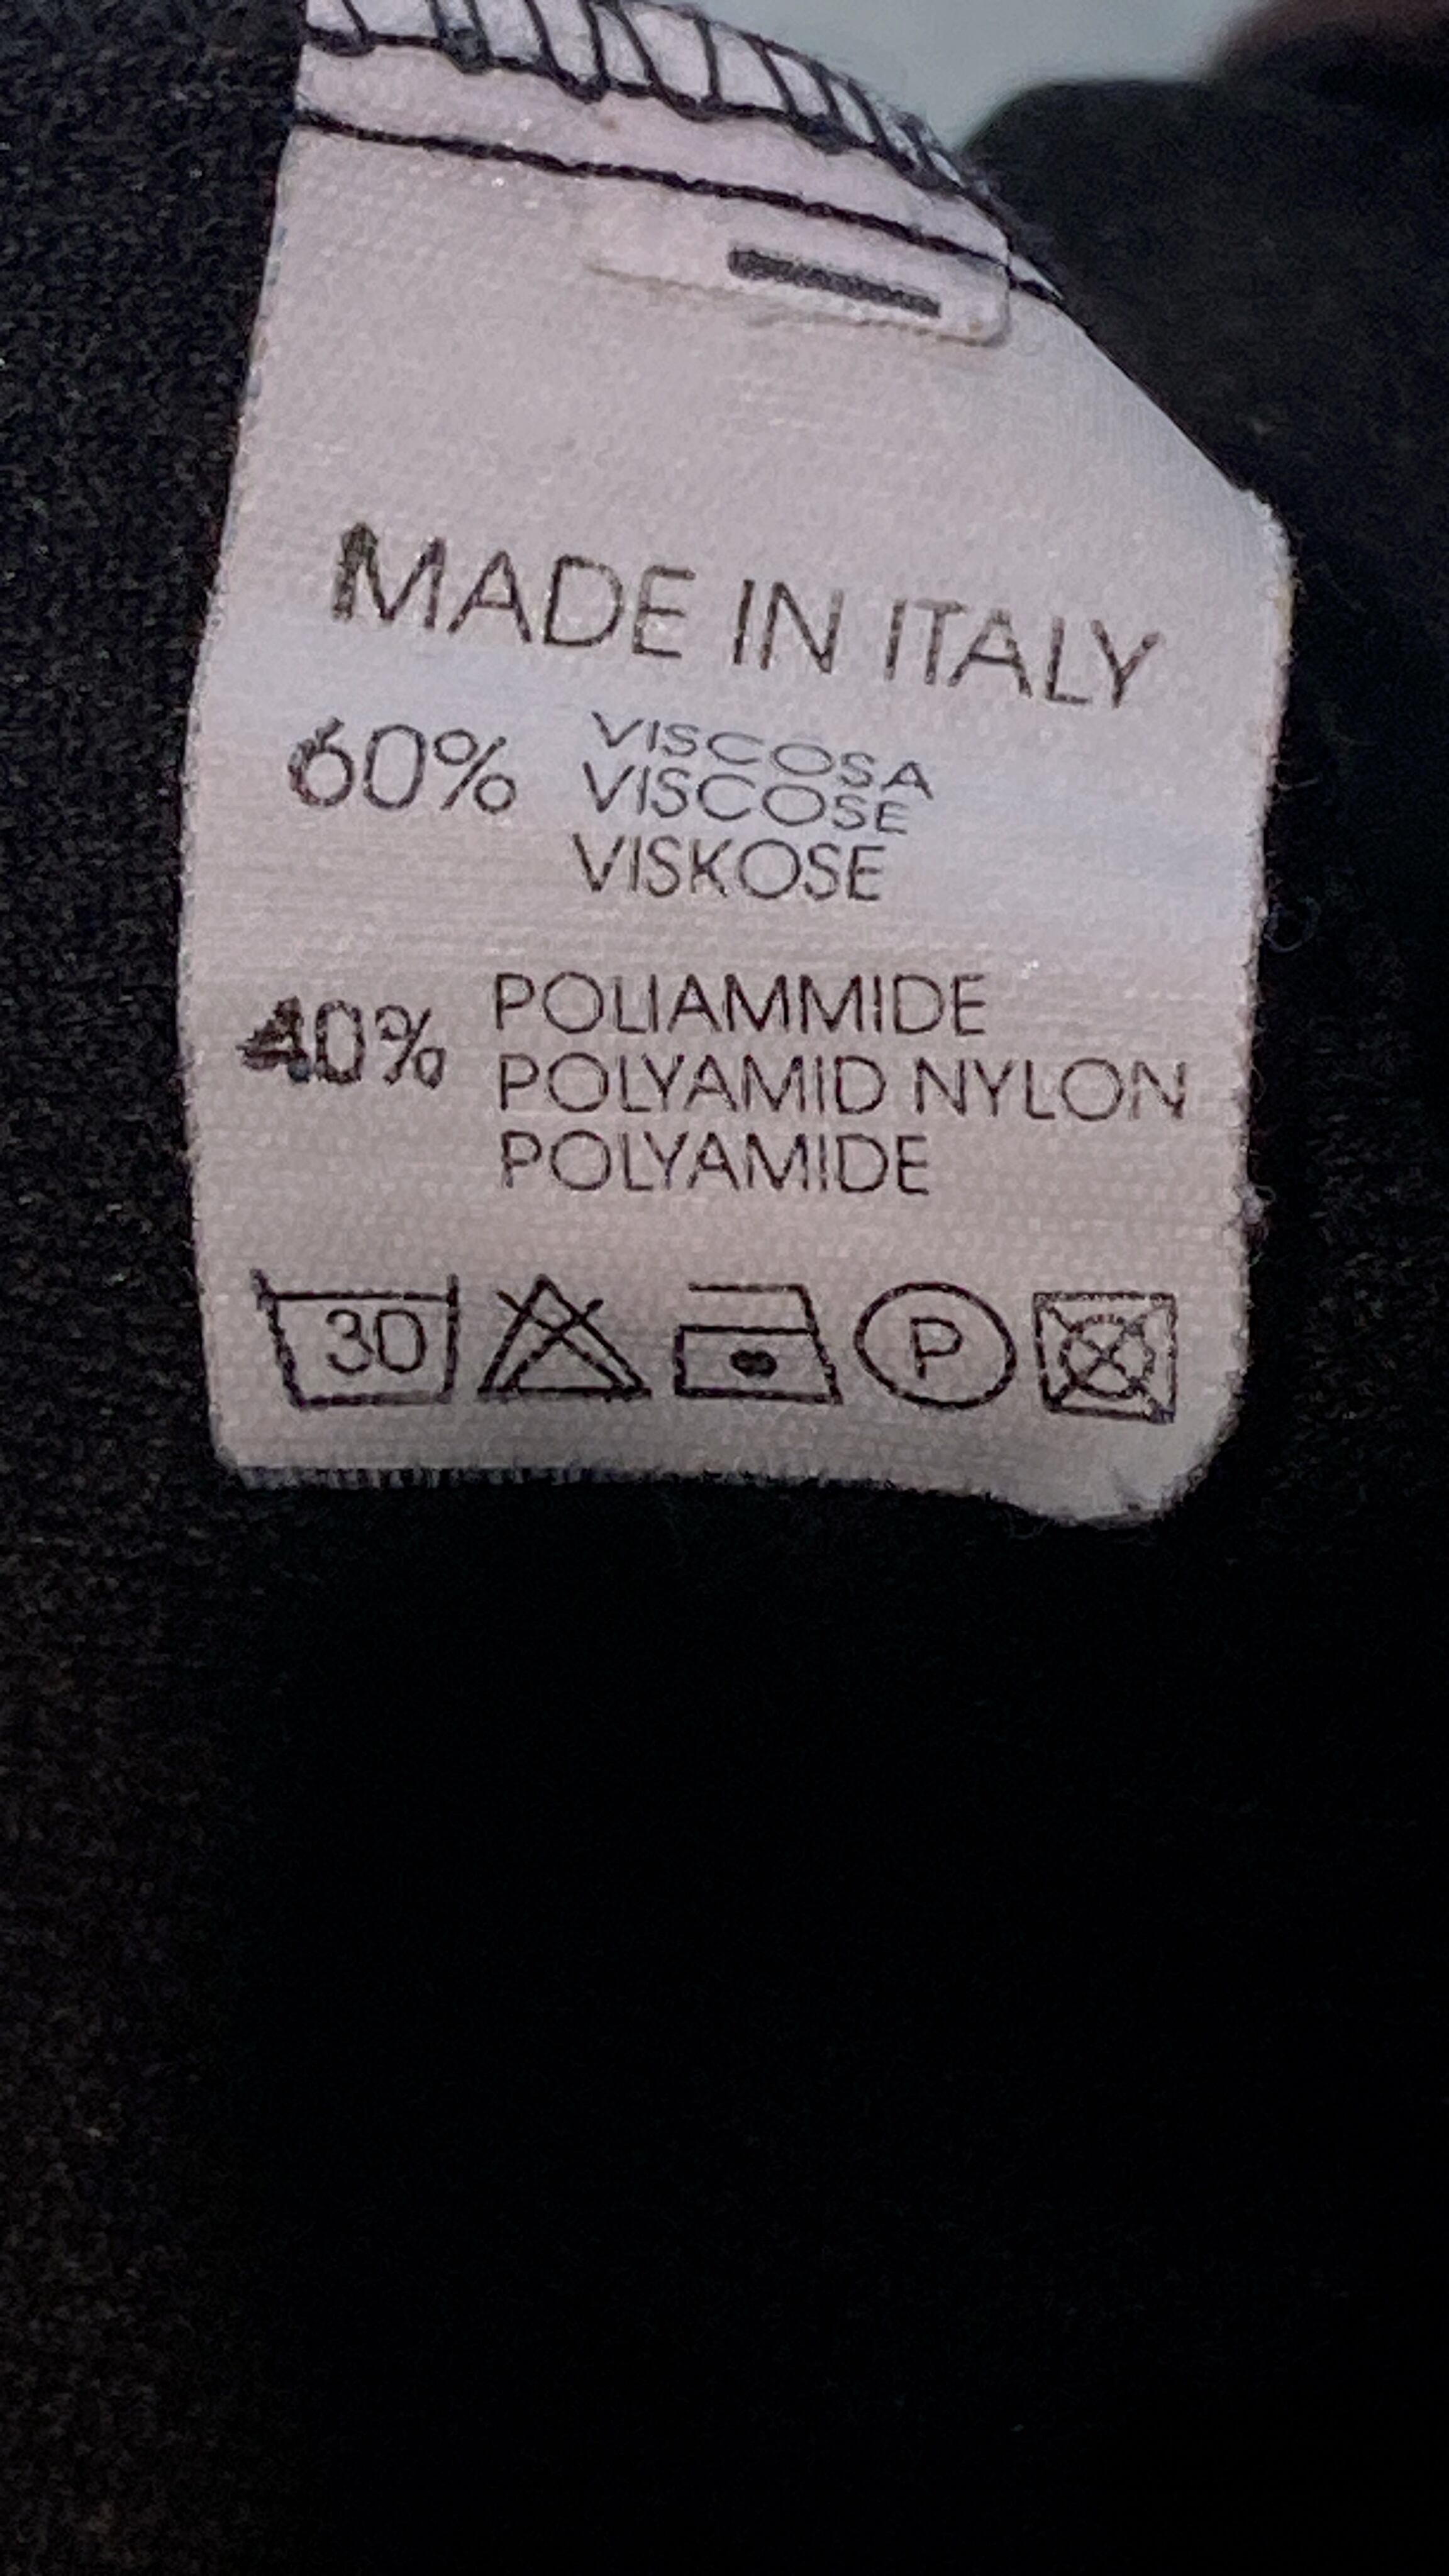 MADE IN ITALY
60% VISCOSA
VISCOSE
VISKOSE
40% POLIAMMIDE
POLYAMID NYLON
POLYAMIDE
30 P